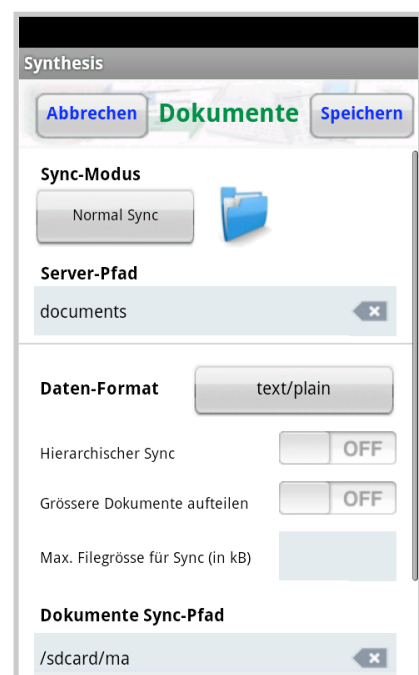 Synthesis
Abbrechen Dokumente Speichern
Sync-Modus
Normal Sync
Server-Pfad
documents
Daten-Format text/plain
Hierarchischer Sync OFF
Grössere Dokumente aufteilen OFF
Max. Filegrösse für Sync (in kB)
Dokumente Sync-Pfad
/sdcard/ma